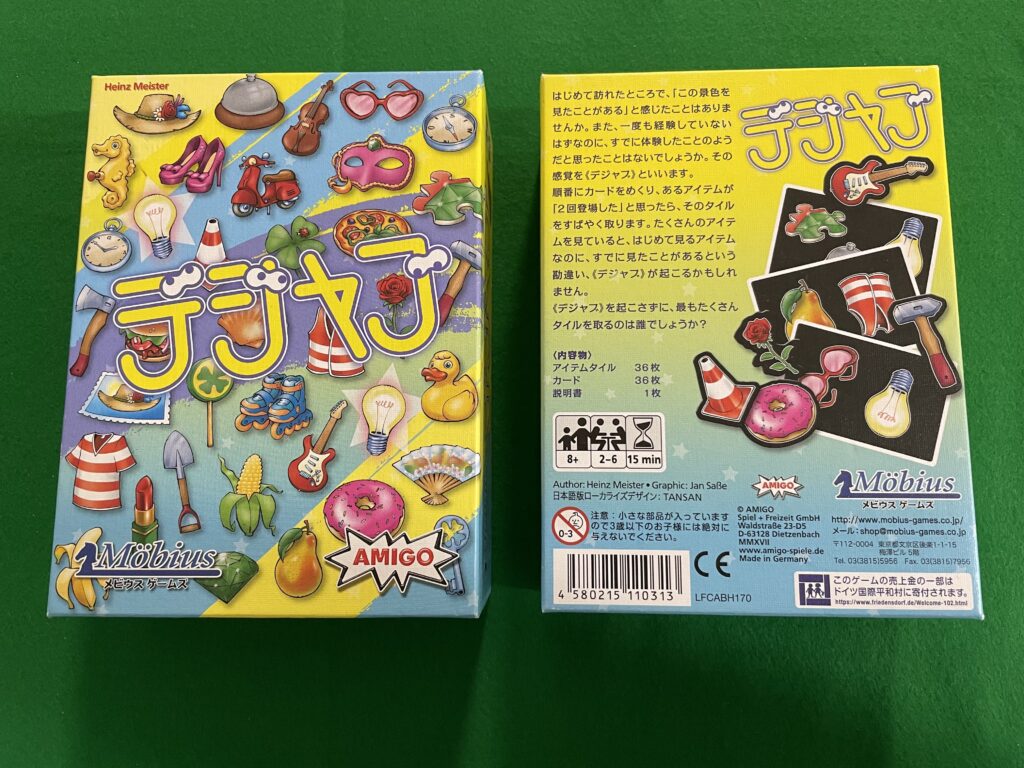 Heinz Meister
デジャブ
Möbius
メビウス ゲームズ
AMIGO
はじめて訪れたところで、「この景色を
見たことがある」と感じたことはありま
せんか。また、一度も経験していない
はずなのに、すでに体験したことのよう
だと思ったことはないでしょうか。その
感覚を《デジャブ》といいます。
順番にカードをめくり、あるアイテムが
「2回登場した」と思ったら、そのタイル
をすばやく取ります。たくさんのアイテ
ムを見ていると、はじめて見るアイテム
なのに、すでに見たことがあるという
勘違い、《デジャブ》が起こるかもしれ
ません。
《デジャブ》を起こさずに、最もたくさん
タイルを取るのは誰でしょうか?
デジャブ
〈内容物〉
アイテムタイル 36枚
カード 36枚
説明書 1枚
8+ 2–6 15 min
Author: Heinz Meister • Graphic: Jan Saße
日本語版ローカライズデザイン: TANSAN
0-3
注意:小さな部品が入っています
ので3歳以下のお子様には絶対に
与えないでください。
4 580215 110313
AMIGO
© AMIGO
Spiel + Freizeit GmbH
Waldstraße 23-D5
D-63128 Dietzenbach
MMXVII
www.amigo-spiele.de
Made in Germany
CE
LFCABH170
Möbius
メビウス ゲームズ
http://www.mobius-games.co.jp/
メール: shop@mobius-games.co.jp
〒112-0004 東京都文京区後楽1-1-15
梅澤ビル 5階
Tel. 03(3815)5956 Fax. 03(3815)7956
このゲームの売上金の一部は
ドイツ国際平和村に寄付されます。
https://www.friedensdorf.de/Welcome-102.html